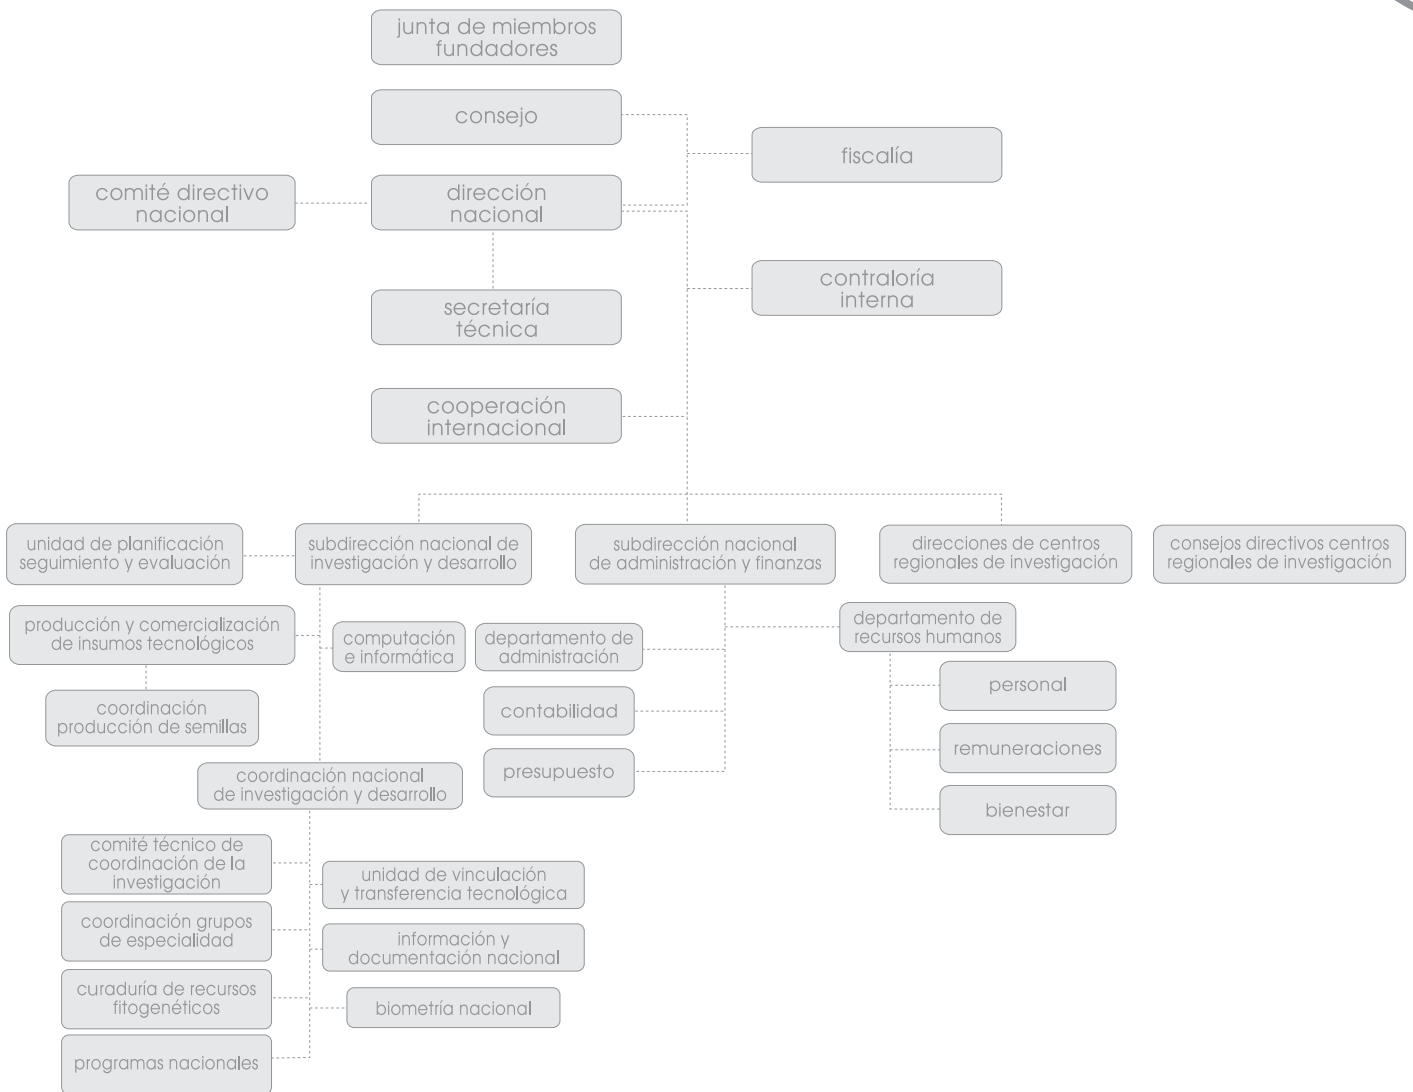 junta de miembros
fundadores
consejo
fiscalía
comité directivo
nacional
dirección
nacional
contraloría
interna
secretaría
técnica
cooperación
internacional
unidad de planificación
seguimiento y evaluación
subdirección nacional de
investigación y desarrollo
subdirección nacional
de administración y finanzas
direcciones de centros
regionales de investigación
consejos directivos centros
regionales de investigación
producción y comercialización
de insumos tecnológicos
computación
e informática
departamento de
administración
departamento de
recursos humanos
coordinación
producción de semillas
contabilidad
personal
presupuesto
remuneraciones
bienestar
coordinación nacional
de investigación y desarrollo
comité técnico de
coordinación de la
investigación
unidad de vinculación
y transferencia tecnológica
coordinación grupos
de especialidad
información y
documentación nacional
curaduría de recursos
fitogenéticos
biometría nacional
programas nacionales